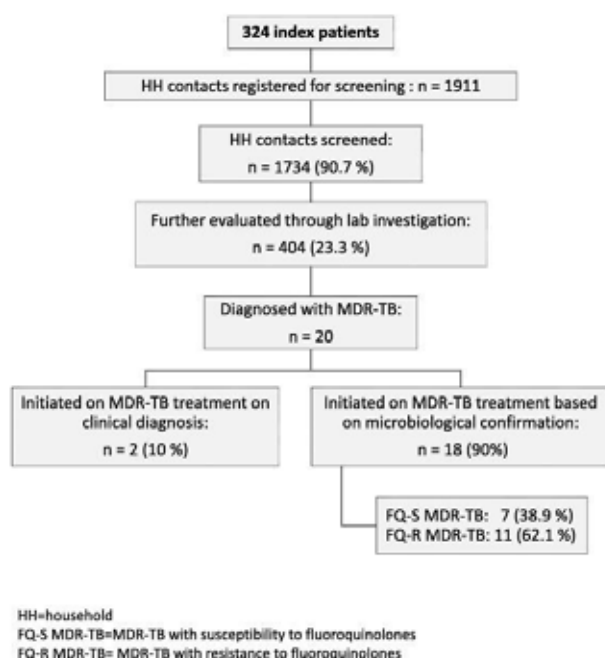 324 index patients
HH contacts registered for screening : n = 1911
HH contacts screened:
n = 1734 (90.7 %)
Further evaluated through lab investigation:
n = 404 (23.3 %)
Diagnosed with MDR-TB:
n = 20
Initiated on MDR-TB treatment on
clinical diagnosis:
n = 2 (10 %)
Initiated on MDR-TB treatment based
on microbiological confirmation:
n = 18 (90%)
FQ-S MDR-TB: 7 (38.9 %)
FQ-R MDR-TB: 11 (62.1 %)
HH=household
FQ-S MDR-TB=MDR-TB with susceptibility to fluoroquinolones
FQ-R MDR-TB= MDR-TB with resistance to fluoroquinolones